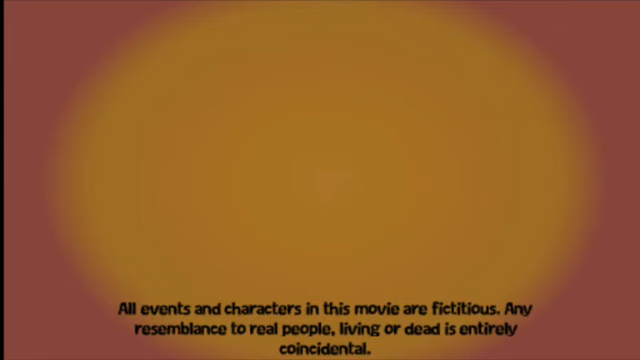 All events and characters in this movie are fictitious. Any
resemblance to real people, living or dead is entirely
coincidental.